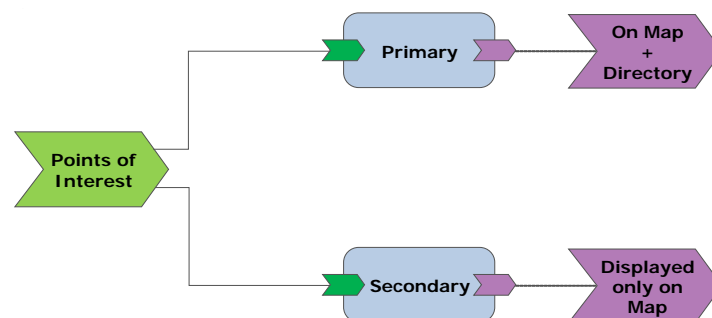 Points of
Interest
Primary
On Map
+
Directory
Secondary
Displayed
only on
Map